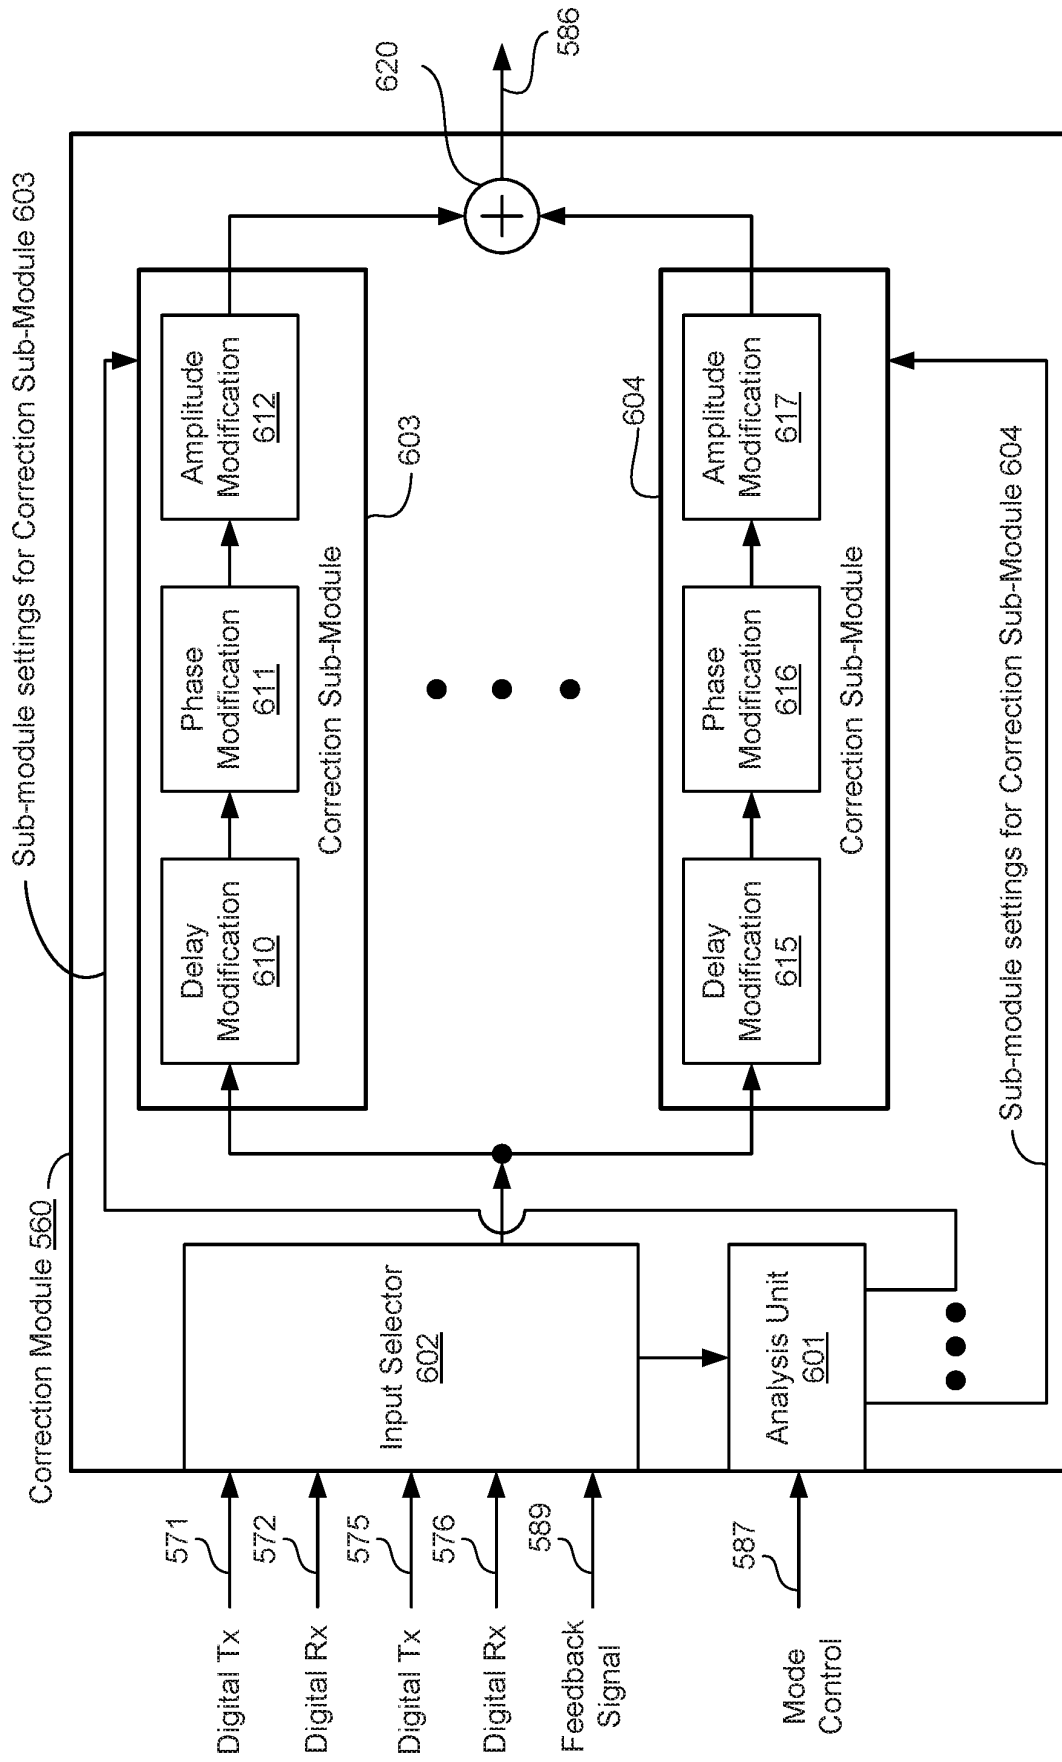 Correction Module 560
Sub-module settings for Correction Sub-Module 603
Digital Tx
571
Digital Rx
572
Digital Tx
575
Digital Rx
576
Feedback
Signal
589
Mode
Control
587
Input Selector
602
Analysis Unit
601
Delay
Modification
610
Phase
Modification
611
Amplitude
Modification
612
Correction Sub-Module
603
Delay
Modification
615
Phase
Modification
616
Amplitude
Modification
617
Correction Sub-Module
604
620
586
Sub-module settings for Correction Sub-Module 604